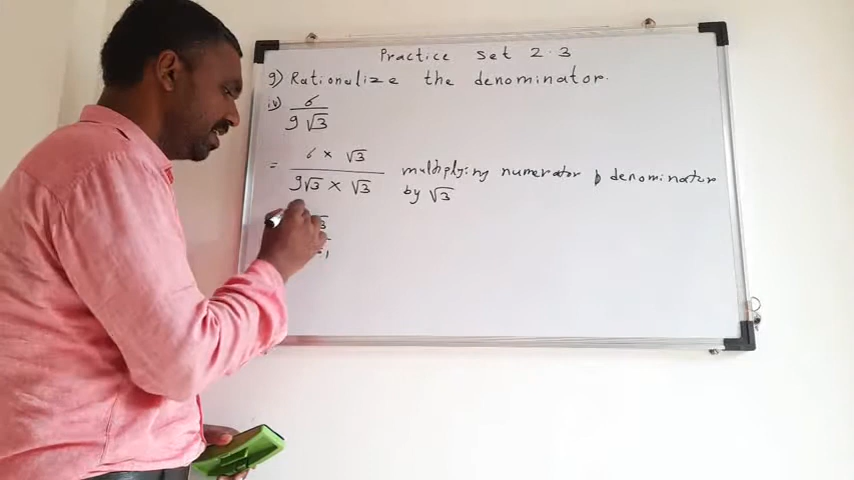 Practice set 2.3
9) Rationalize the denominator.
iv) 6
9√3
= 6 × √3
9√3 × √3
multiplying numerator & denominator
by √3